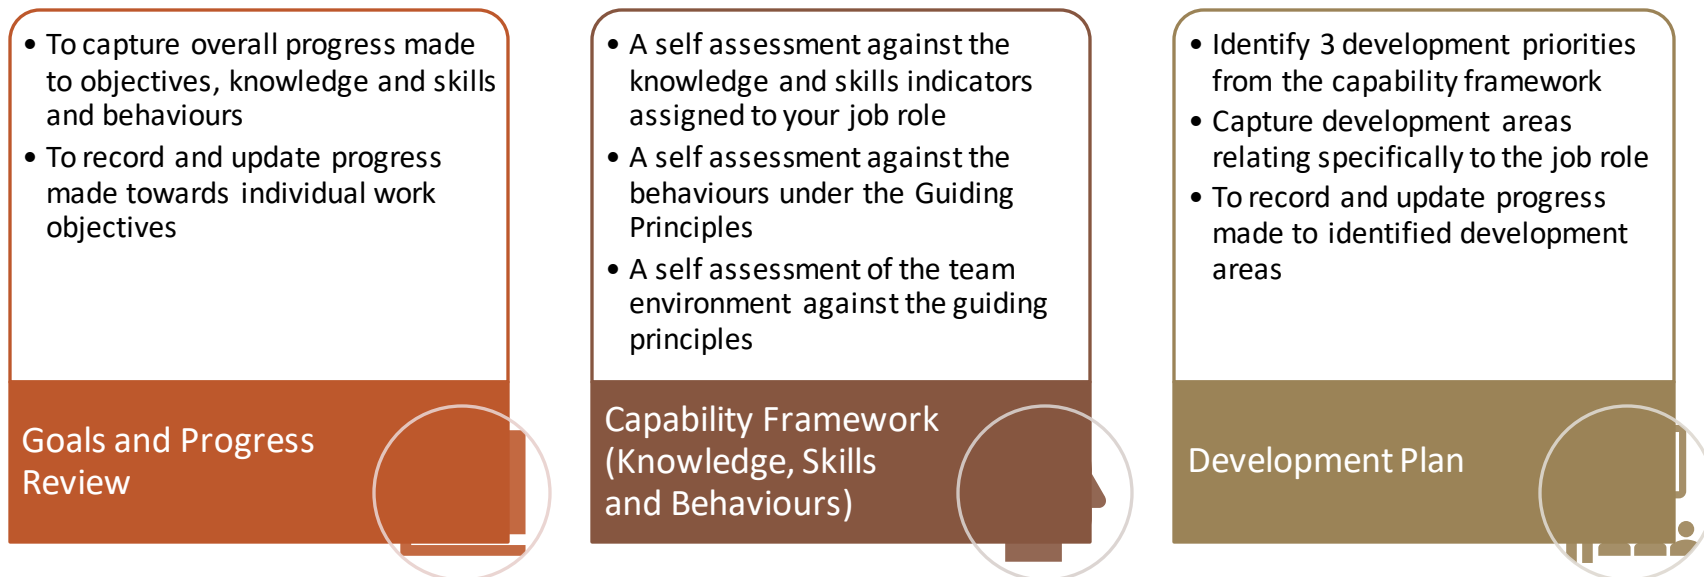 • To capture overall progress made
to objectives, knowledge and skills
and behaviours
• To record and update progress
made towards individual work
objectives
Goals and Progress
Review
• A self assessment against the
knowledge and skills indicators
assigned to your job role
• A self assessment against the
behaviours under the Guiding
Principles
• A self assessment of the team
environment against the guiding
principles
Capability Framework
(Knowledge, Skills
and Behaviours)
• Identify 3 development priorities
from the capability framework
• Capture development areas
relating specifically to the job role
• To record and update progress
made to identified development
areas
Development Plan